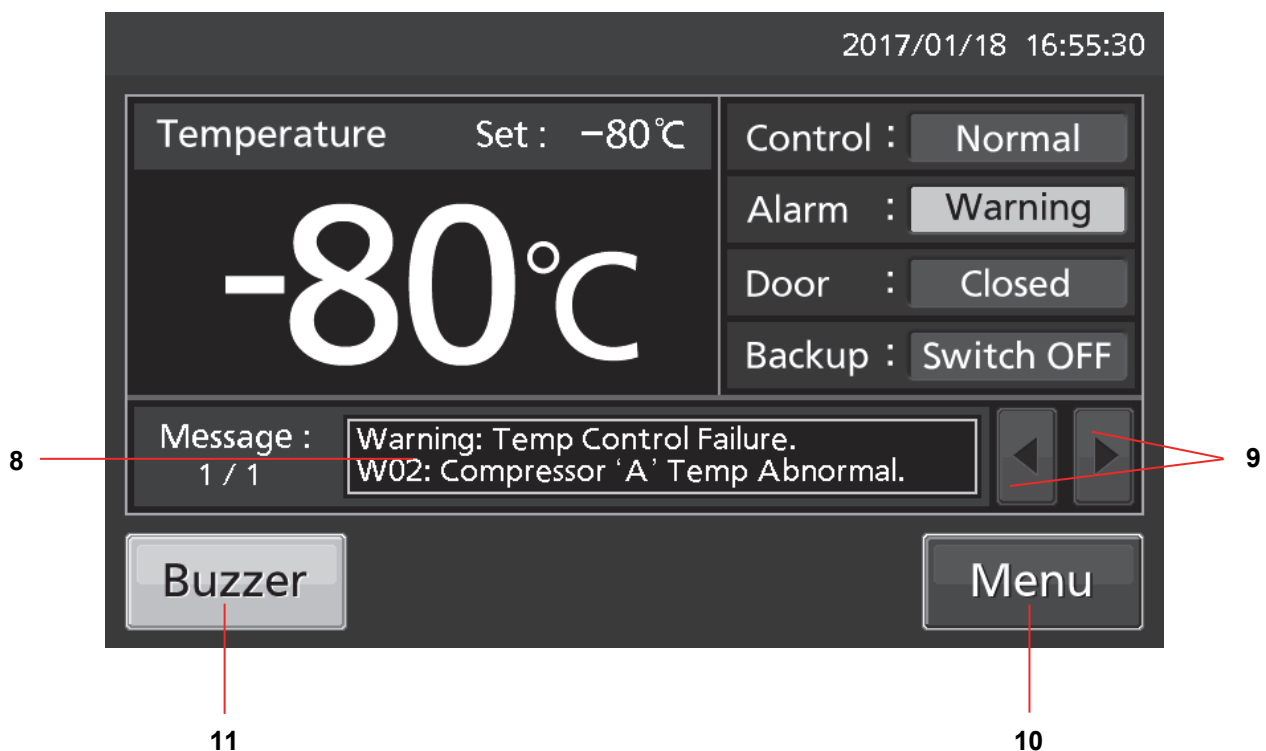 2017/01/18 16:55:30
Temperature Set : −80℃
-80℃
Control : Normal
Alarm : Warning
Door : Closed
Backup : Switch OFF
Message :
1 / 1
Warning: Temp Control Failure.
W02: Compressor ‘A’ Temp Abnormal.
8
9
Buzzer
Menu
11
10